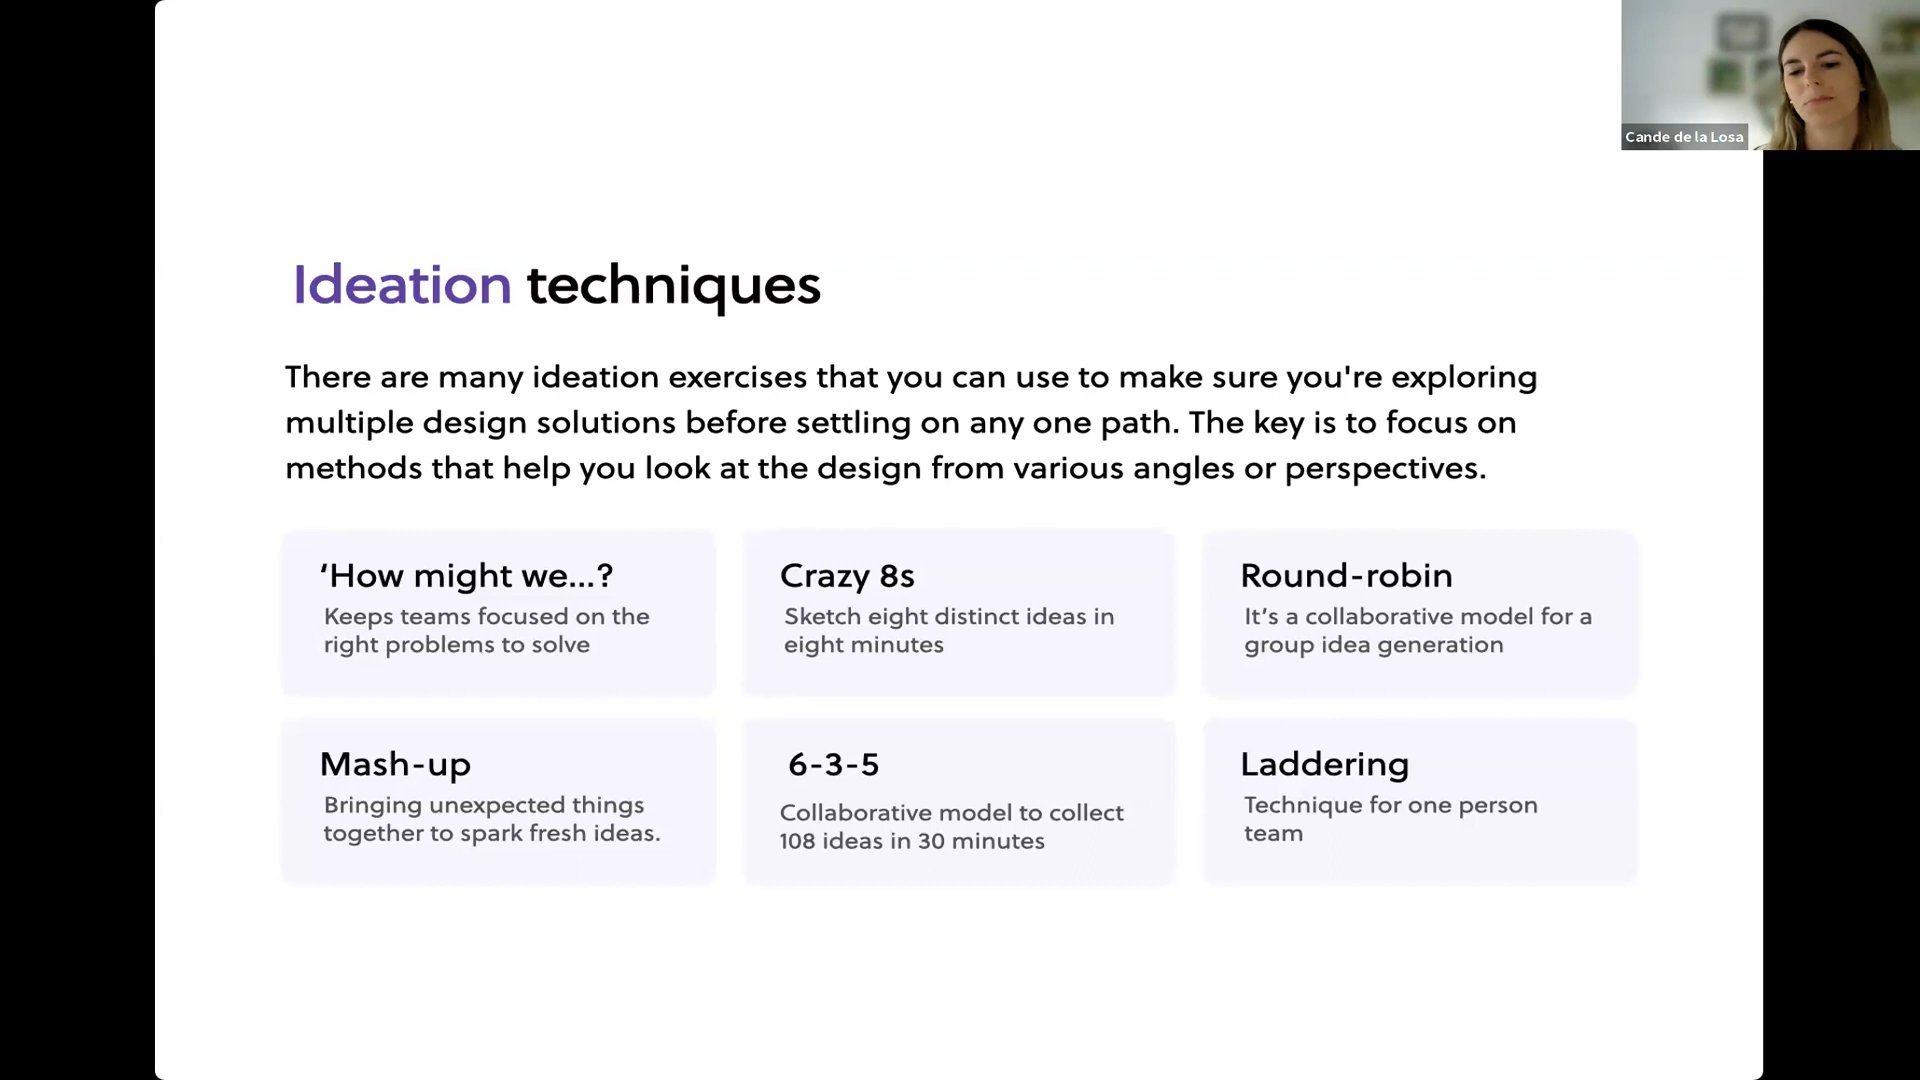 Cande de la Losa
Ideation techniques
There are many ideation exercises that you can use to make sure you're exploring
multiple design solutions before settling on any one path. The key is to focus on
methods that help you look at the design from various angles or perspectives.
‘How might we...?
Keeps teams focused on the
right problems to solve
Crazy 8s
Sketch eight distinct ideas in
eight minutes
Round-robin
It’s a collaborative model for a
group idea generation
Mash-up
Bringing unexpected things
together to spark fresh ideas.
6-3-5
Collaborative model to collect
108 ideas in 30 minutes
Laddering
Technique for one person
team